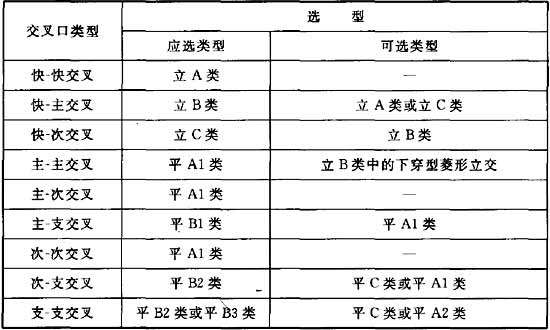 交叉口类型 选 型
应选类型 可选类型
快-快交叉 立 A 类 —
快-主交叉 立 B 类 立 A 类或立 C 类
快-次交叉 立 C 类 立 B 类
主-主交叉 平 A1 类 立 B 类中的下穿型菱形立交
主-次交叉 平 A1 类 —
主-支交叉 平 B1 类 平 A1 类
次-次交叉 平 A1 类 —
次-支交叉 平 B2 类 平 C 类或平 A1 类
支-支交叉 平 B2 类或平 B3 类 平 C 类或平 A2 类